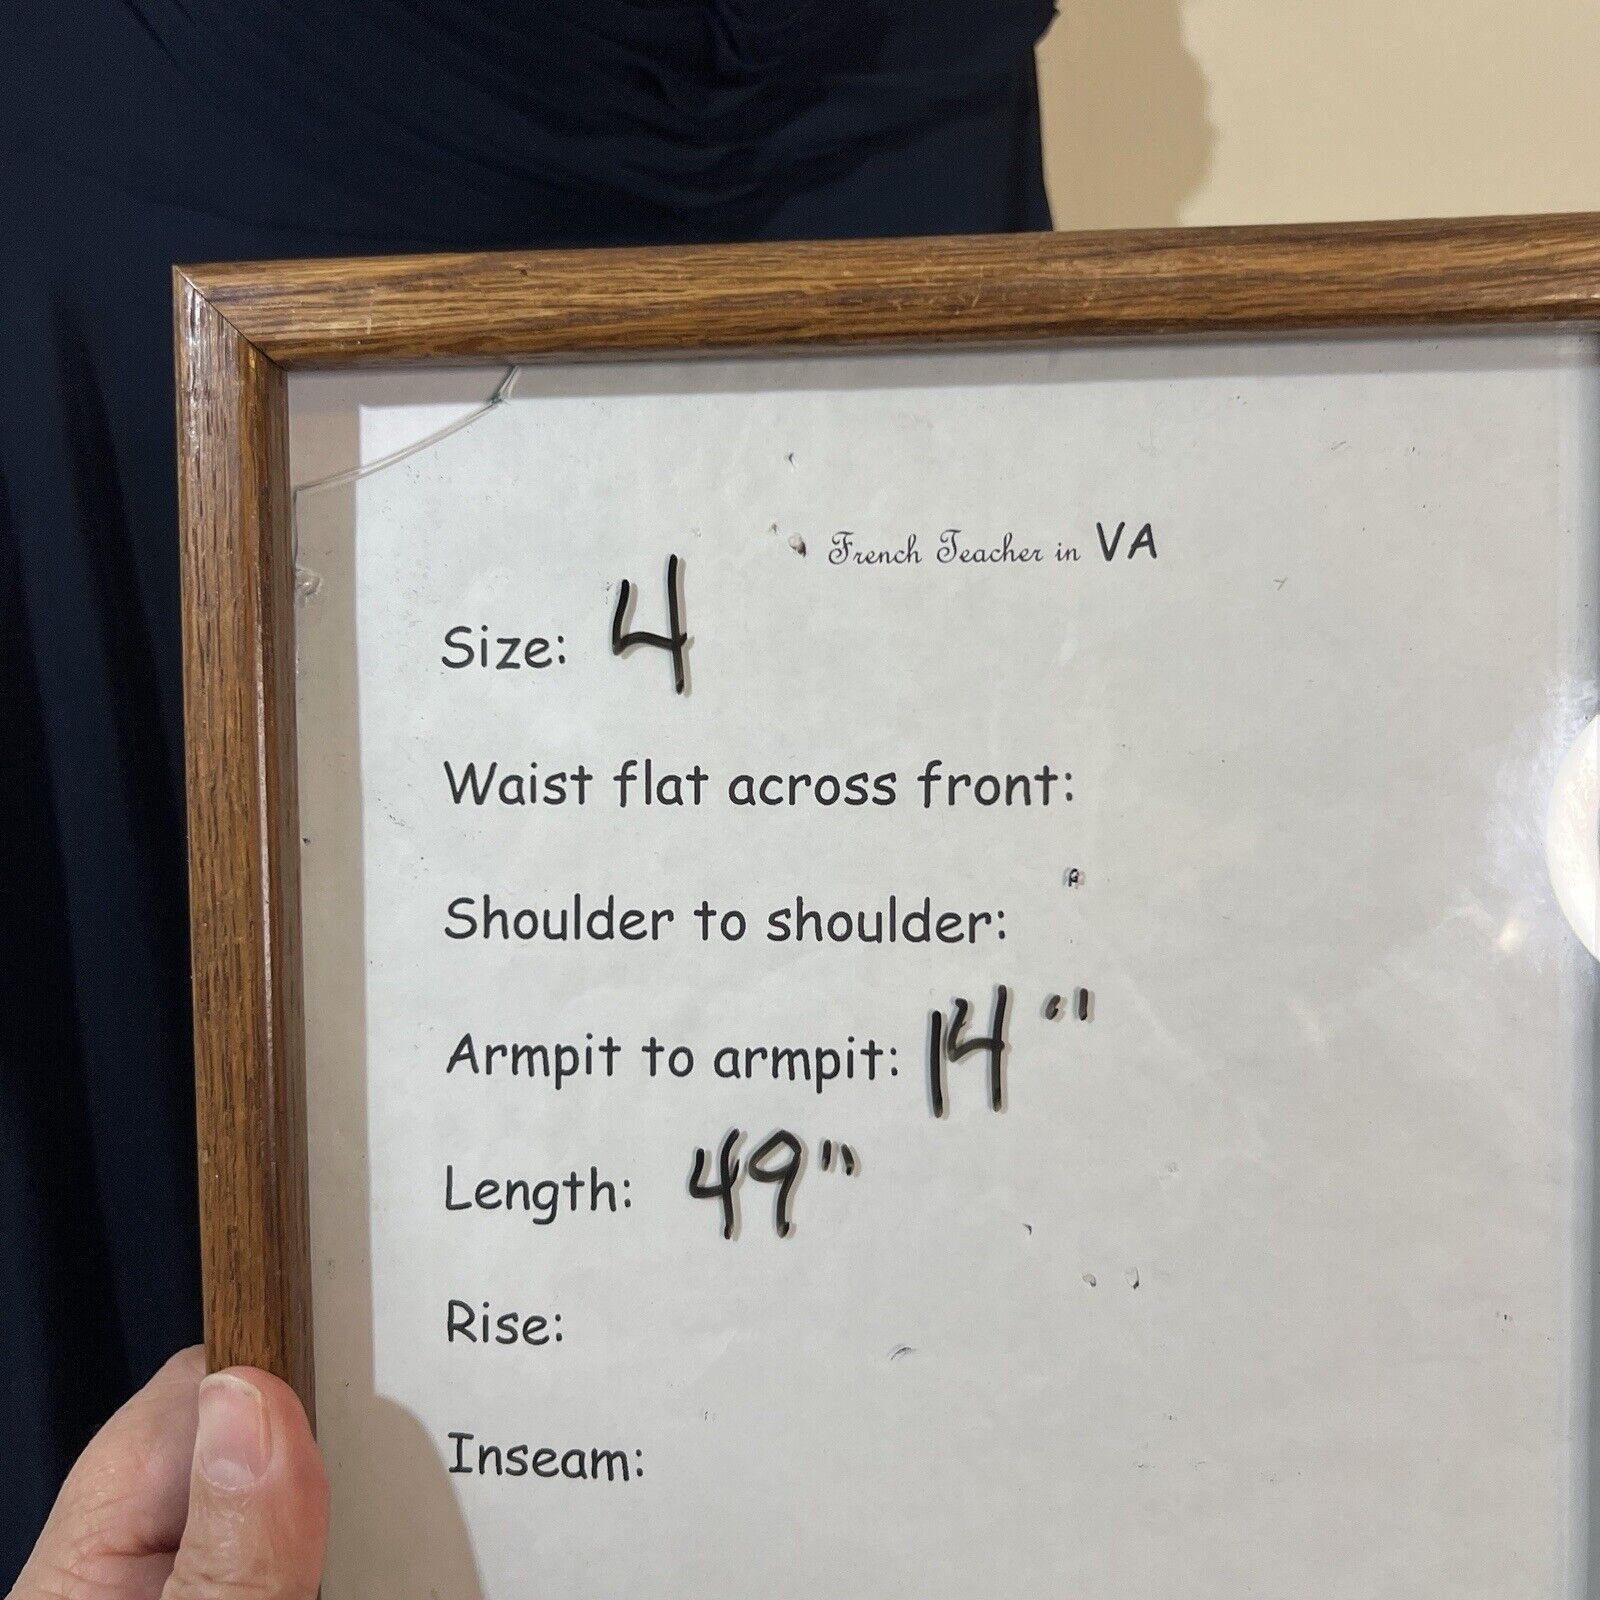 French Teacher in VA
Size: 4
Waist flat across front:
Shoulder to shoulder:
Armpit to armpit: 14"
Length: 49"
Rise:
Inseam: